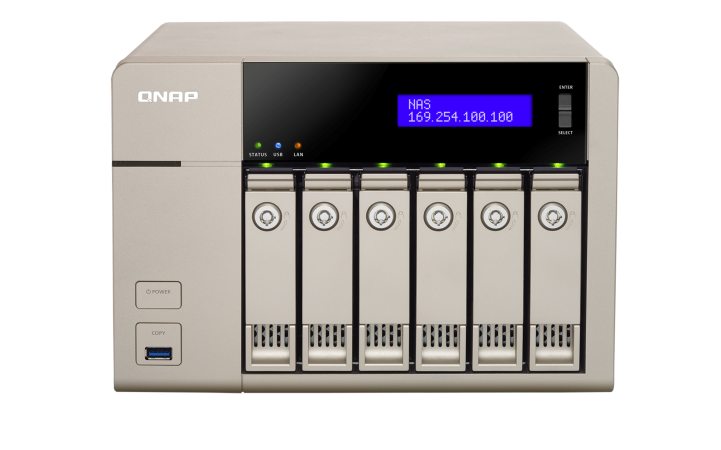 QNAP
NAS
169.254.100.100
ENTER
SELECT
STATUS USB LAN
POWER
COPY